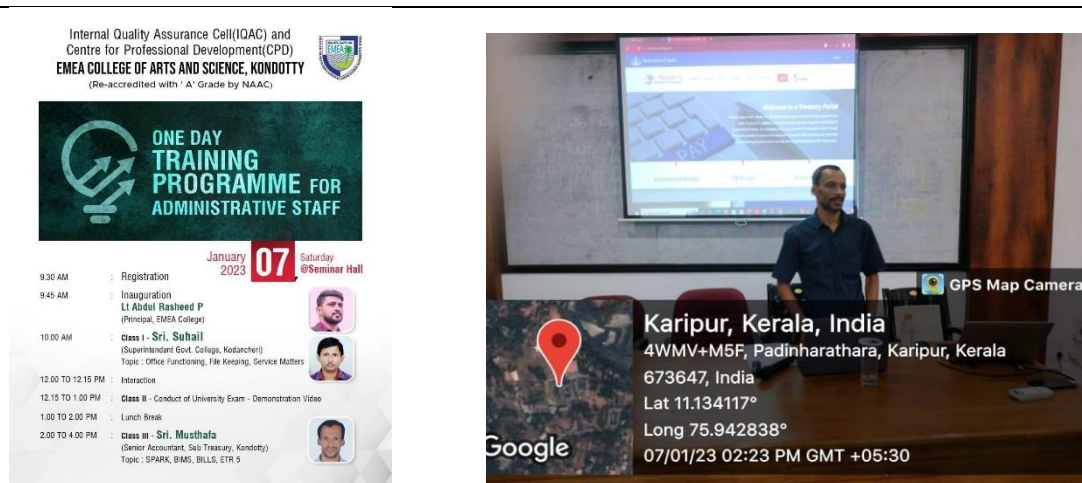 Internal Quality Assurance Cell(IQAC) and
Centre for Professional Development(CPD)
EMEA COLLEGE OF ARTS AND SCIENCE, KONDOTTY
(Re-accredited with ' A' Grade by NAAC)
EMEA
ONE DAY
TRAINING
PROGRAMME FOR
ADMINISTRATIVE STAFF
January
2023
07
Saturday
@Seminar Hall
9.30 AM : Registration
9.45 AM : Inauguration
Lt Abdul Rasheed P
(Principal, EMEA College)
10.00 AM : Class I - Sri. Suhail
(Superintendent Govt. College, Kodancheri)
Topic : Office Functioning, File Keeping, Service Matters
12.00 TO 12.15 PM : Interaction
12.15 TO 1.00 PM : Class II - Conduct of University Exam - Demonstration Video
1.00 TO 2.00 PM : Lunch Break
2.00 TO 4.00 PM : Class III - Sri. Musthafa
(Senior Accountant, Sub Treasury, Kondotty)
Topic : SPARK, BIMS, BILLS, ETR 5
Welcome to e Treasury Portal
PAY
GPS Map Camera
Karipur, Kerala, India
4WMV+M5F, Padinharathara, Karipur, Kerala
673647, India
Lat 11.134117°
Long 75.942838°
07/01/23 02:23 PM GMT +05:30
Google